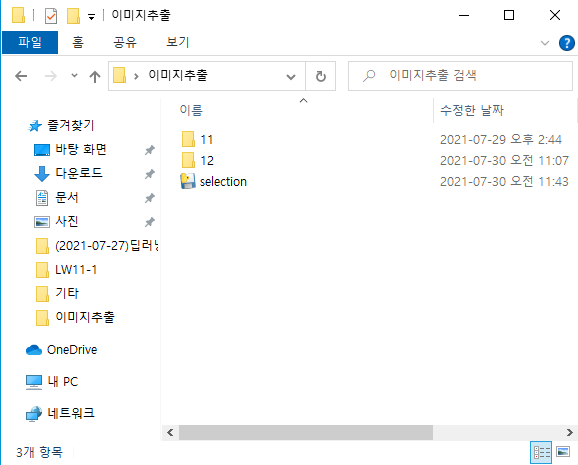 이미지추출
파일 홈 공유 보기
이미지추출 이미지추출 검색
이름 수정한 날짜
즐겨찾기
바탕 화면
다운로드
문서
사진
(2021-07-27)딥러닝
LW11-1
기타
이미지추출
OneDrive
내 PC
네트워크
11 2021-07-29 오후 2:44
12 2021-07-30 오전 11:07
selection 2021-07-30 오전 11:43
3개 항목